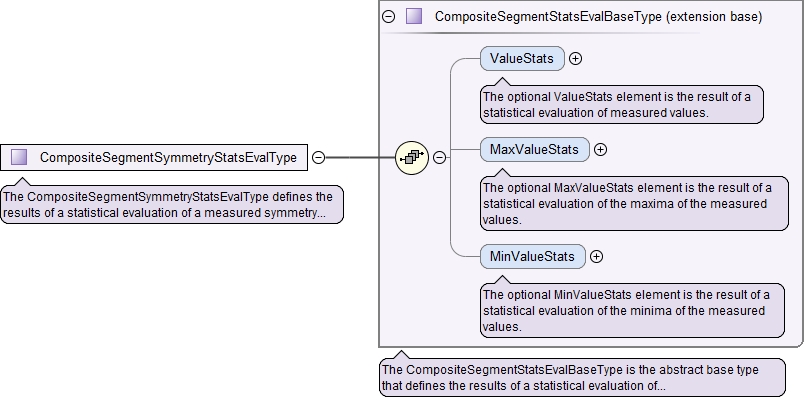 CompositeSegmentStatsEvalBaseType (extension base)
ValueStats
The optional ValueStats element is the result of a
statistical evaluation of measured values.
CompositeSegmentSymmetryStatsEvalType
The CompositeSegmentSymmetryStatsEvalType defines the
results of a statistical evaluation of a measured symmetry...
MaxValueStats
The optional MaxValueStats element is the result of a
statistical evaluation of the maxima of the measured
values.
MinValueStats
The optional MinValueStats element is the result of a
statistical evaluation of the minima of the measured
values.
The CompositeSegmentStatsEvalBaseType is the abstract base type
that defines the results of a statistical evaluation of...